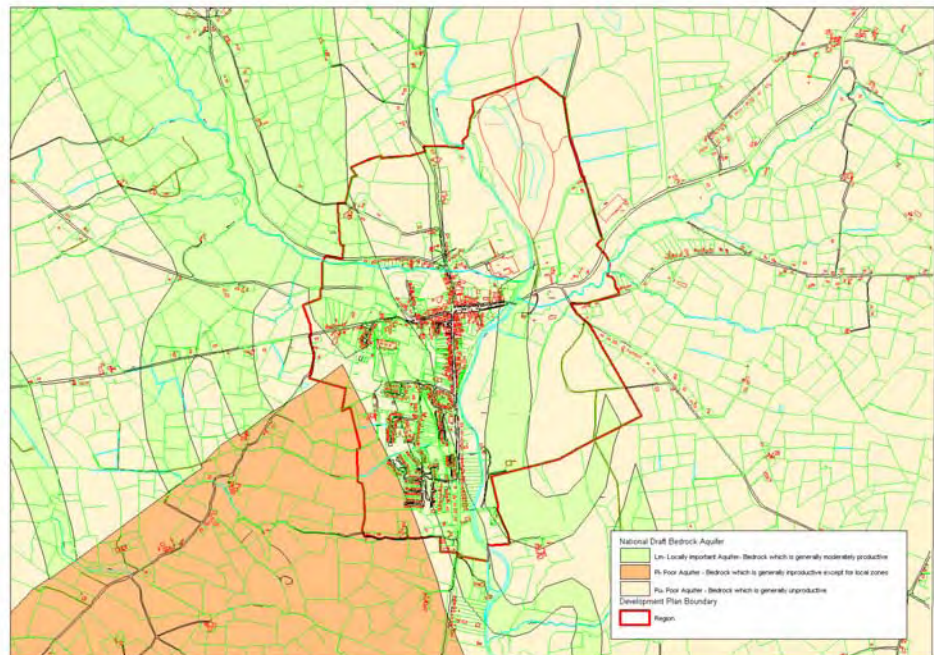 National Draft Bedrock Aquifer
Lm- Locally important Aquifer- Bedrock which is generally moderately productive
Pl- Poor Aquifer - Bedrock which is generally inproductive except for local zones
Pu- Poor Aquifer - Bedrock which is generally unproductive
Development Plan Boundary
Region